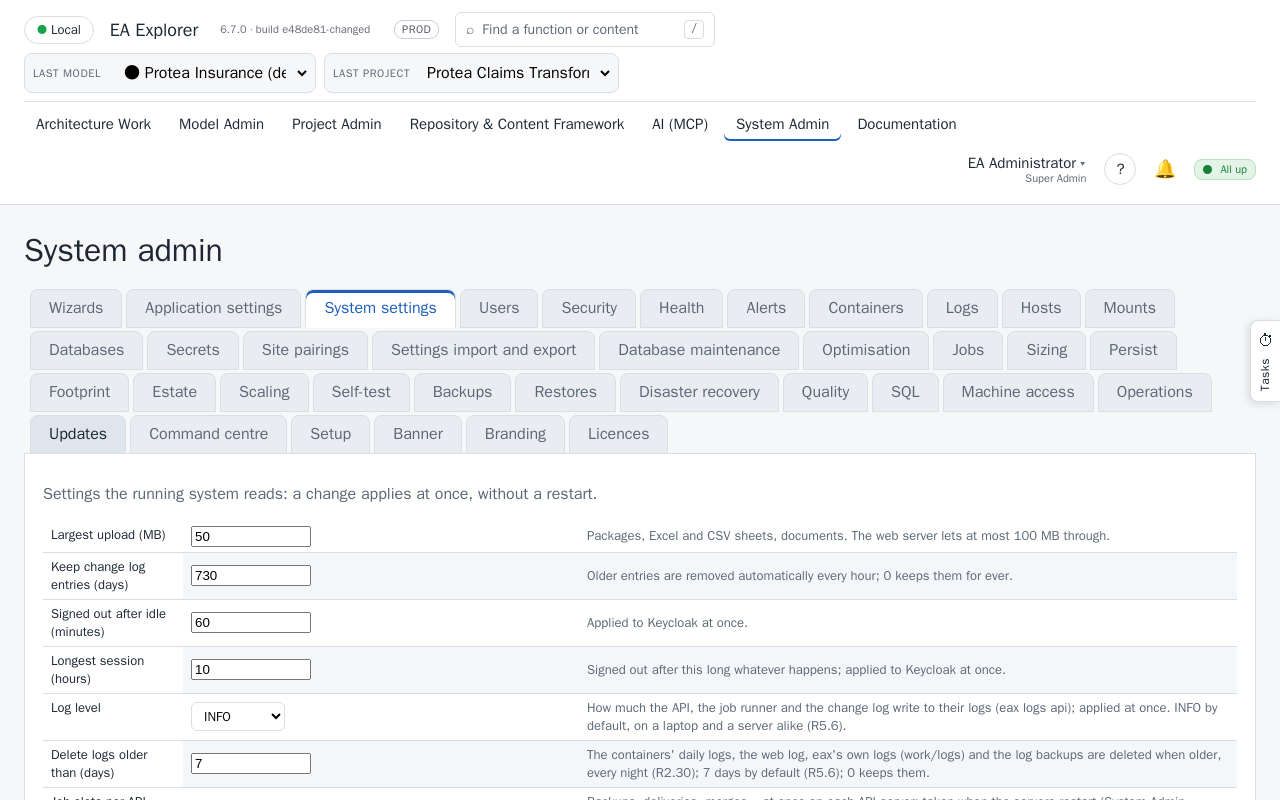 Local EA Explorer 6.7.0 · build e48de81-changed PROD Find a function or content /
LAST MODEL Protea Insurance (de LAST PROJECT Protea Claims Transfor
Architecture Work Model Admin Project Admin Repository & Content Framework AI (MCP) System Admin Documentation
EA Administrator ▾ ? All up
Super Admin
System admin
Wizards Application settings System settings Users Security Health Alerts Containers Logs Hosts Mounts
Databases Secrets Site pairings Settings import and export Database maintenance Optimisation Jobs Sizing Persist
Tasks
Footprint Estate Scaling Self-test Backups Restores Disaster recovery Quality SQL Machine access Operations
Updates Command centre Setup Banner Branding Licences
Settings the running system reads: a change applies at once, without a restart.
Largest upload (MB) 50 Packages, Excel and CSV sheets, documents. The web server lets at most 100 MB through.
Keep change log
entries (days) 730 Older entries are removed automatically every hour; 0 keeps them for ever.
Signed out after idle
(minutes) 60 Applied to Keycloak at once.
Longest session
(hours) 10 Signed out after this long whatever happens; applied to Keycloak at once.
Log level INFO How much the API, the job runner and the change log write to their logs (eax logs api); applied at once. INFO by
default, on a laptop and a server alike (R5.6).
Delete logs older
than (days) 7 The containers' daily logs, the web log, eax's own logs (work/logs) and the log backups are deleted when older,
every night (R2.30); 7 days by default (R5.6); 0 keeps them.